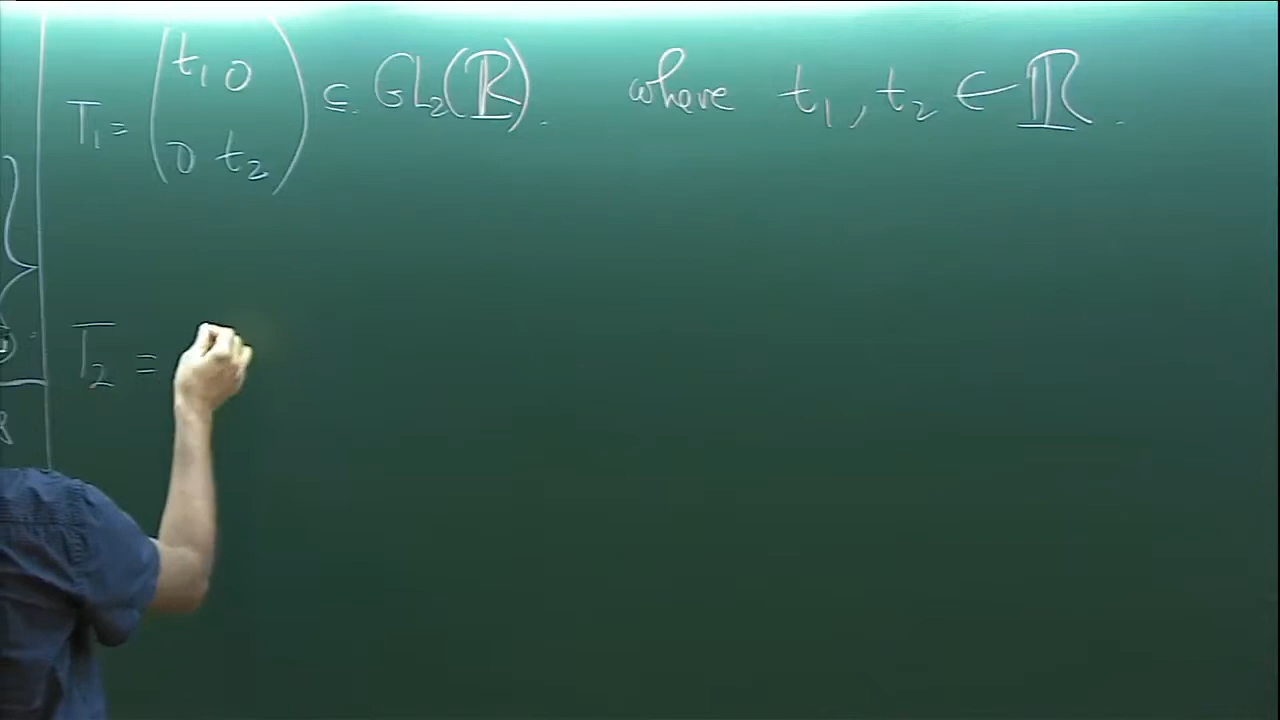 T₁ = ( t₁ 0 ) ⊆ GL₂(ℝ). where t₁, t₂ ∈ ℝ.
( 0 t₂ )
T₂ =